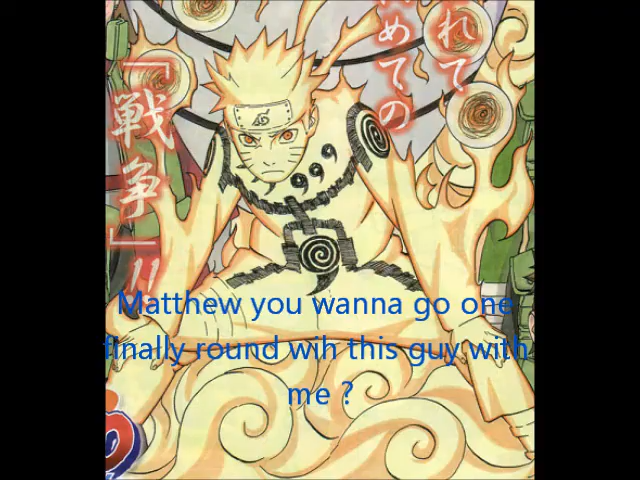 れて
めての
『戦争』!!
Matthew you wanna go one
finally round wih this guy with
me ?